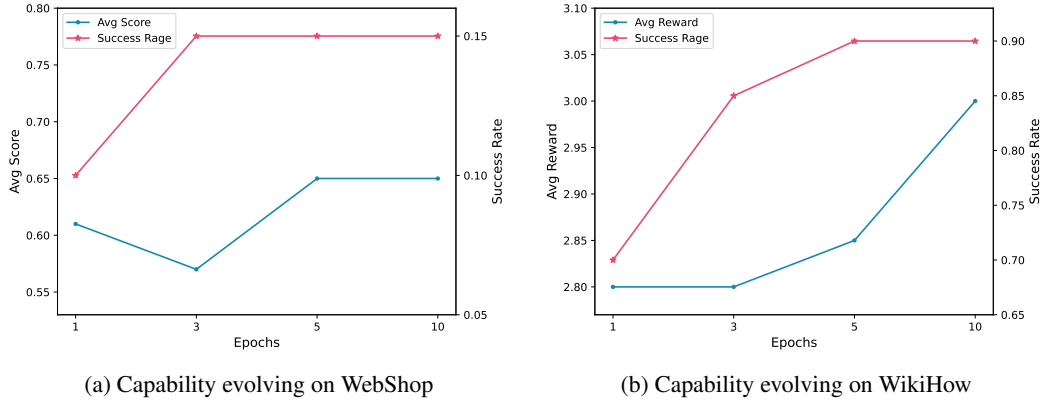 0.80
0.75
0.70
0.65
0.60
0.55
Avg Score
Avg Score
Success Rage
0.15
0.10
0.05
Success Rate
1 3 5 10
Epochs
(a) Capability evolving on WebShop
3.10
3.05
3.00
2.95
2.90
2.85
2.80
Avg Reward
Avg Reward
Success Rage
0.90
0.85
0.80
0.75
0.70
0.65
Success Rate
1 3 5 10
Epochs
(b) Capability evolving on WikiHow